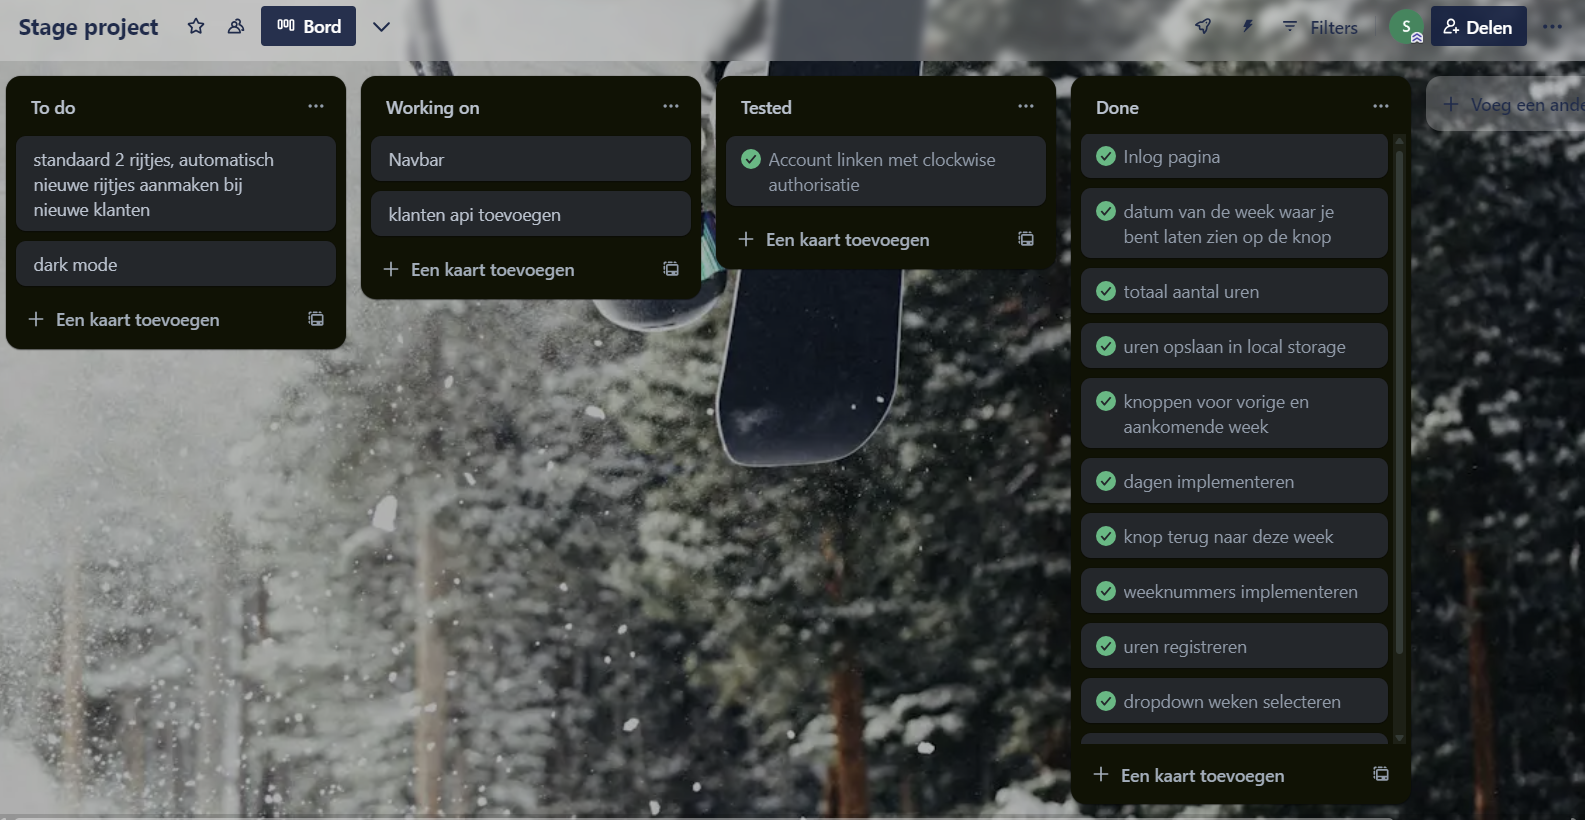 Stage project
Bord
Filters
S
Delen
To do
standaard 2 rijtjes, automatisch
nieuwe rijtjes aanmaken bij
nieuwe klanten
dark mode
Een kaart toevoegen
Working on
Navbar
klanten api toevoegen
Een kaart toevoegen
Tested
Account linken met clockwise
authorisatie
Een kaart toevoegen
Done
Inlog pagina
datum van de week waar je
bent laten zien op de knop
totaal aantal uren
uren opslaan in local storage
knoppen voor vorige en
aankomende week
dagen implementeren
knop terug naar deze week
weeknummers implementeren
uren registreren
dropdown weken selecteren
Een kaart toevoegen
Voeg een ande